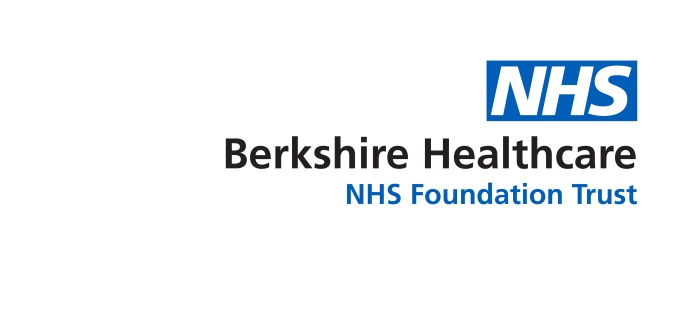 NHS
Berkshire Healthcare
NHS Foundation Trust